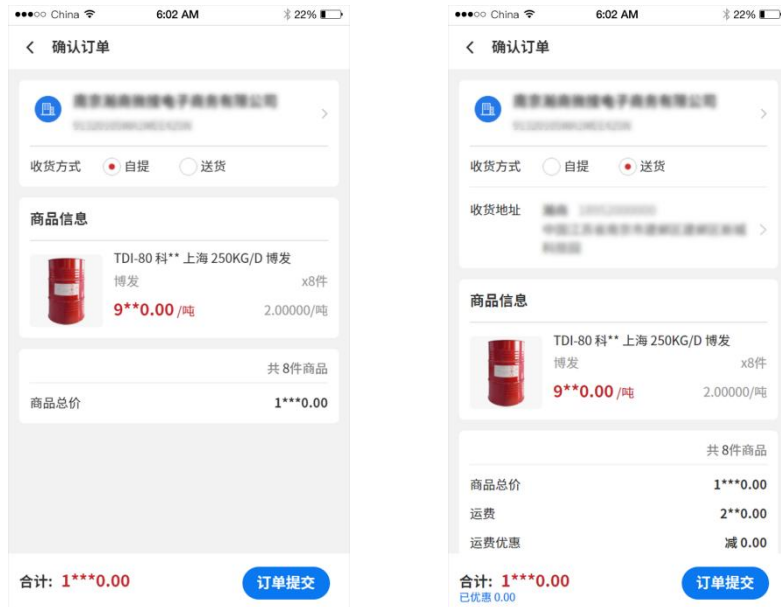 China 6:02 AM 22%
确认订单
收货方式 自提 送货
商品信息
TDI-80 科** 上海 250KG/D 博发
博发 x8件
9**0.00 /吨 2.00000/吨
共 8件商品
商品总价 1***0.00
合计: 1***0.00 订单提交
China 6:02 AM 22%
确认订单
收货方式 自提 送货
收货地址
商品信息
TDI-80 科** 上海 250KG/D 博发
博发 x8件
9**0.00 /吨 2.00000/吨
共 8件商品
商品总价 1***0.00
运费 2**0.00
运费优惠 减 0.00
合计: 1***0.00 订单提交
已优惠 0.00